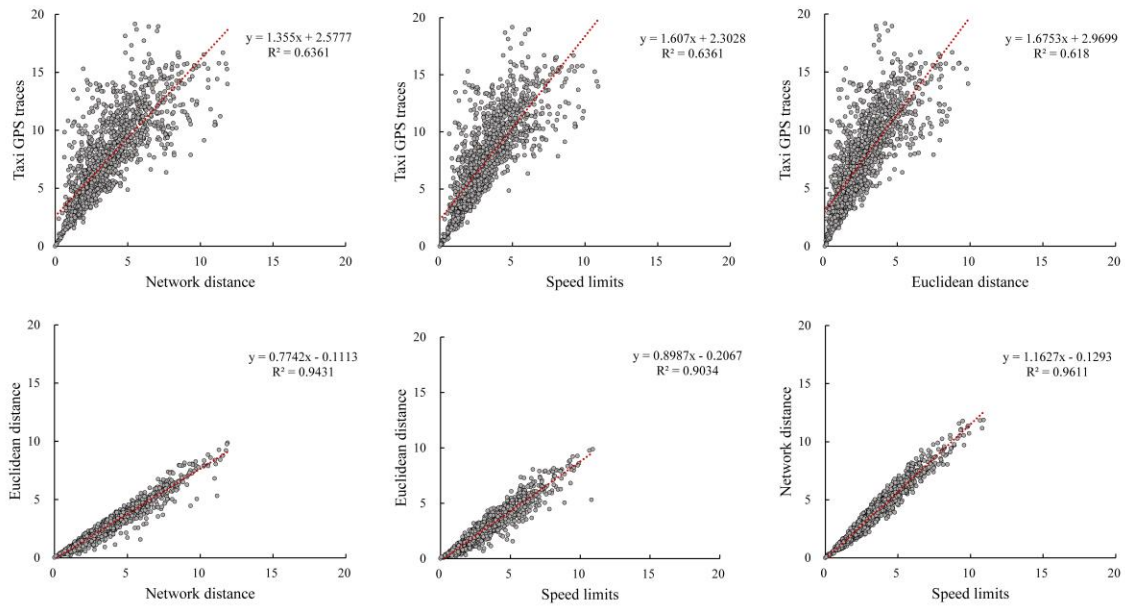 20
15
10
5
0
Taxi GPS traces
y = 1.355x + 2.5777
R² = 0.6361
0 5 10 15 20
Network distance
20
15
10
5
0
Taxi GPS traces
y = 1.607x + 2.3028
R² = 0.6361
0 5 10 15 20
Speed limits
20
15
10
5
0
Taxi GPS traces
y = 1.6753x + 2.9699
R² = 0.618
0 5 10 15 20
Euclidean distance
20
15
10
5
0
Euclidean distance
y = 0.7742x - 0.1113
R² = 0.9431
0 5 10 15 20
Network distance
20
15
10
5
0
Euclidean distance
y = 0.8987x - 0.2067
R² = 0.9034
0 5 10 15 20
Speed limits
20
15
10
5
0
Network distance
y = 1.1627x - 0.1293
R² = 0.9611
0 5 10 15 20
Speed limits